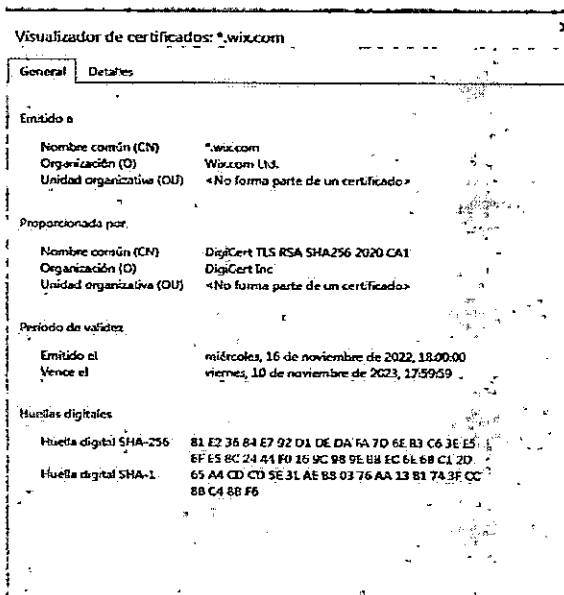 Visualizador de certificados: *.wix.com
General Detalles
Emitido a
Nombre común (CN) *.wix.com
Organización (O) Wix.com Ltd.
Unidad organizativa (OU) <No forma parte de un certificado>
Proporcionada por
Nombre común (CN) DigiCert TLS RSA SHA256 2020 CA1
Organización (O) DigiCert Inc
Unidad organizativa (OU) <No forma parte de un certificado>
Período de validez
Emitido el miércoles, 16 de noviembre de 2022, 18:00:00
Vence el viernes, 10 de noviembre de 2023, 17:59:59
Huellas digitales
Huella digital SHA-256 81 E2 36 84 E7 92 D1 DE DA FA 7D 6E B3 C6 3E E5
EF E5 8C 24 44 F0 16 9C 98 9E B8 EC 6E 68 C1 2D
Huella digital SHA-1 65 A4 CD CD 5E 31 AE B8 03 76 AA 13 B1 74 3F CC
8B C4 8B F6